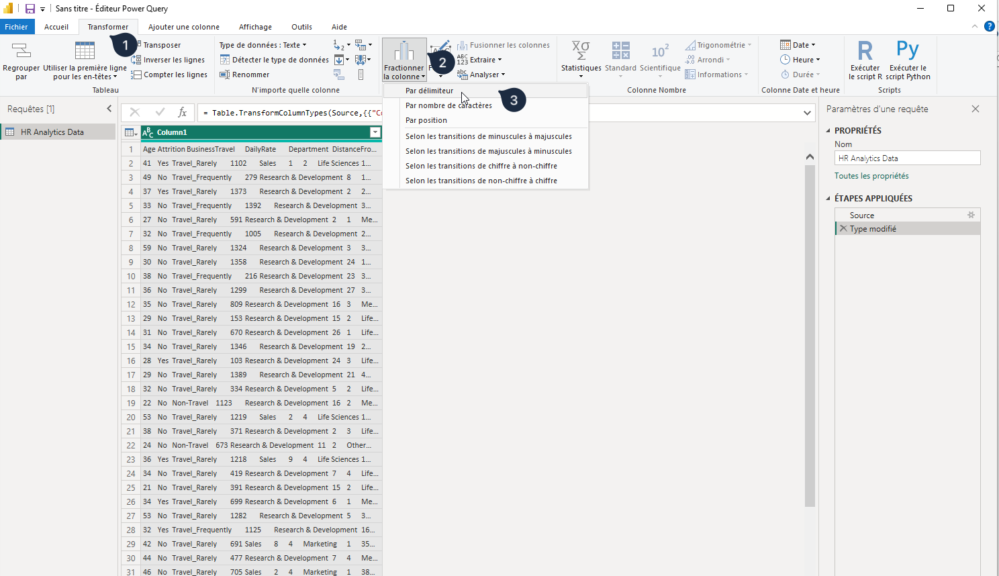 Sans titre - Éditeur Power Query
Fichier Accueil Transformer Ajouter une colonne Affichage Outils Aide
Regrouper
par
Utiliser la première ligne
pour les en-têtes
Transposer
Inverser les lignes
Compter les lignes
Tableau
Type de données : Texte
Détecter le type de données
Renommer
N'importe quelle colonne
Fractionner
la colonne
Fusionner les colonnes
Extraire
Analyser
Statistiques Standard Scientifique
Trigonométrie
Arrondi
Informations
Colonne Nombre
Date
Heure
Durée
Colonne Date et heure
Exécuter
le script R
Exécuter le
script Python
Scripts
1
2
3
Par délimiteur
Par nombre de caractères
Par position
Selon les transitions de minuscules à majuscules
Selon les transitions de majuscules à minuscules
Selon les transitions de chiffre à non-chiffre
Selon les transitions de non-chiffre à chiffre
Requêtes [1]
HR Analytics Data
= Table.TransformColumnTypes(Source,{{"Co
Column1
1 Age Attrition BusinessTravel DailyRate Department DistanceFro...
2 41 Yes Travel_Rarely 1102 Sales 1 2 Life Sciences 1...
3 49 No Travel_Frequently 279 Research & Development 8 1...
4 37 Yes Travel_Rarely 1373 Research & Development 2 2...
5 33 No Travel_Frequently 1392 Research & Development 3...
6 27 No Travel_Rarely 591 Research & Development 2 1 Me...
7 32 No Travel_Frequently 1005 Research & Development 2...
8 59 No Travel_Rarely 1324 Research & Development 3 3...
9 30 No Travel_Rarely 1358 Research & Development 24 1...
10 38 No Travel_Frequently 216 Research & Development 23 3...
11 36 No Travel_Rarely 1299 Research & Development 27 3...
12 35 No Travel_Rarely 809 Research & Development 16 3 Me...
13 29 No Travel_Rarely 153 Research & Development 15 2 Life...
14 31 No Travel_Rarely 670 Research & Development 26 1 Life...
15 34 No Travel_Rarely 1346 Research & Development 19 2...
16 28 Yes Travel_Rarely 103 Research & Development 24 3 Life...
17 29 No Travel_Rarely 1389 Research & Development 21 4...
18 32 No Travel_Rarely 334 Research & Development 5 2 Life...
19 22 No Non-Travel 1123 Research & Development 16 2 Me...
20 53 No Travel_Rarely 1219 Sales 2 4 Life Sciences 1...
21 38 No Travel_Rarely 371 Research & Development 2 3 Life...
22 24 No Non-Travel 673 Research & Development 11 2 Other...
23 36 Yes Travel_Rarely 1218 Sales 9 4 Life Sciences 1...
24 34 No Travel_Rarely 419 Research & Development 7 4 Life...
25 21 No Travel_Rarely 391 Research & Development 15 2 Life...
26 34 Yes Travel_Rarely 699 Research & Development 6 1 Me...
27 53 No Travel_Rarely 1282 Research & Development 5 3...
28 32 Yes Travel_Frequently 1125 Research & Development 16...
29 42 No Travel_Rarely 691 Sales 8 4 Marketing 1 35...
30 44 No Travel_Rarely 477 Research & Development 7 4 Me...
31 46 No Travel_Rarely 705 Sales 2 4 Marketing 1 38...
Paramètres d'une requête
PROPRIÉTÉS
Nom
HR Analytics Data
Toutes les propriétés
ÉTAPES APPLIQUÉES
Source
Type modifié